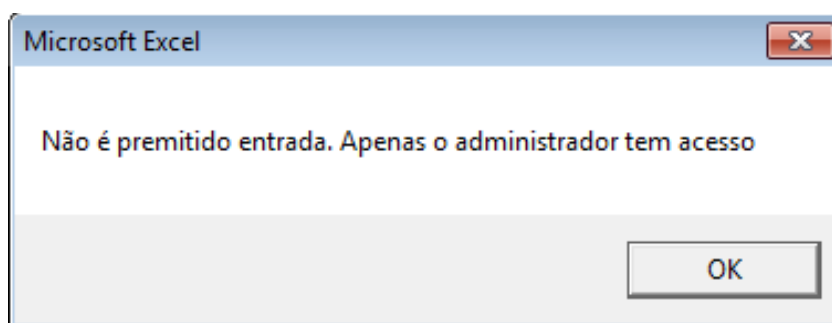 Microsoft Excel
Não é premitido entrada. Apenas o administrador tem acesso
OK